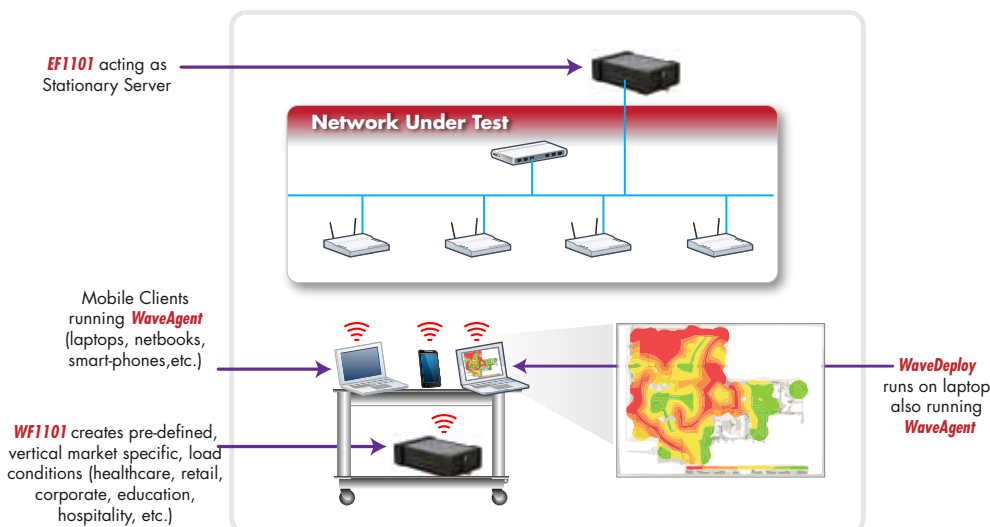 EF1101 acting as
Stationary Server
Network Under Test
Mobile Clients
running WaveAgent
(laptops, netbooks,
smart-phones,etc.)
WaveDeploy
runs on laptop
also running
WaveAgent
WF1101 creates pre-defined,
vertical market specific, load
conditions (healthcare, retail,
corporate, education,
hospitality, etc.)